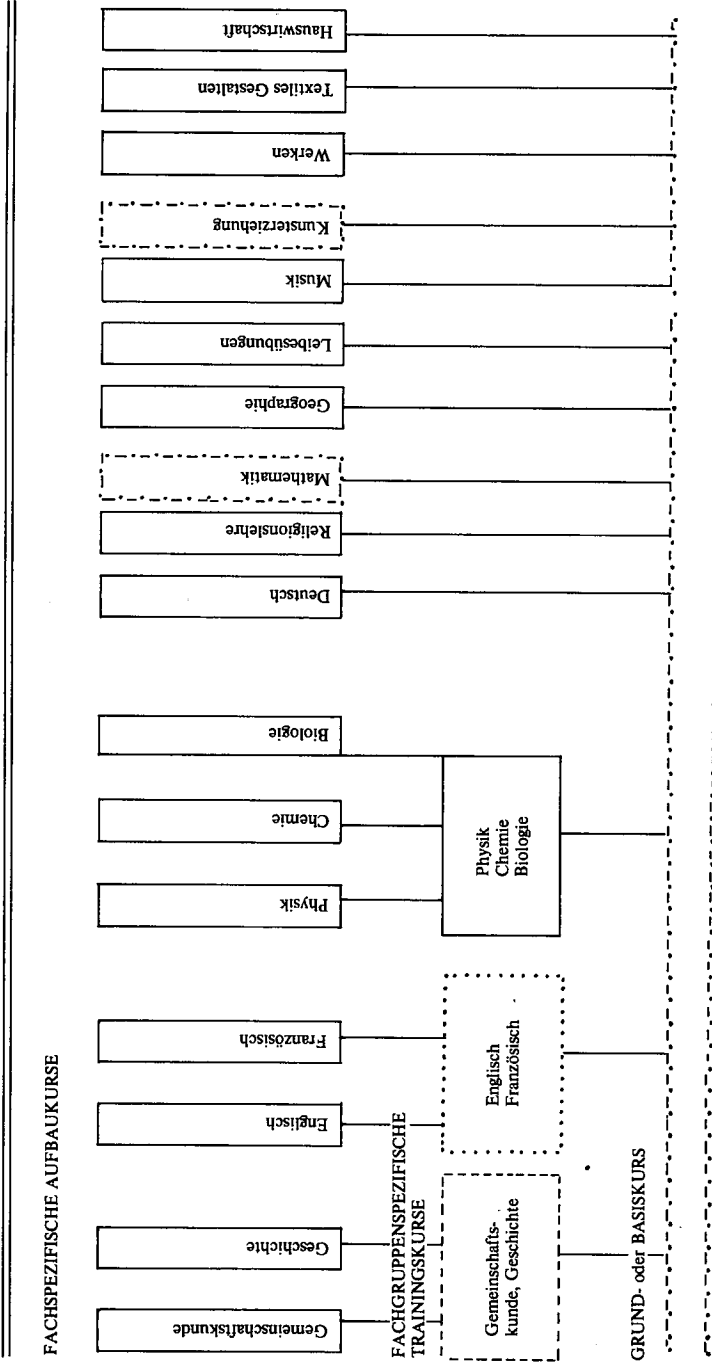 FACHSPEZIFISCHE AUFBAUKURSE
Gemeinschaftskunde
Geschichte
Englisch
Französisch
Physik
Chemie
Biologie
Deutsch
Religionslehre
Mathematik
Geographie
Leibesübungen
Musik
Kunsterziehung
Werken
Textiles Gestalten
Hauswirtschaft
FACHGRUPPENSPEZIFISCHE
TRAININGSKURSE
Gemeinschafts-
kunde, Geschichte
Englisch
Französisch
Physik
Chemie
Biologie
GRUND- oder BASISKURS